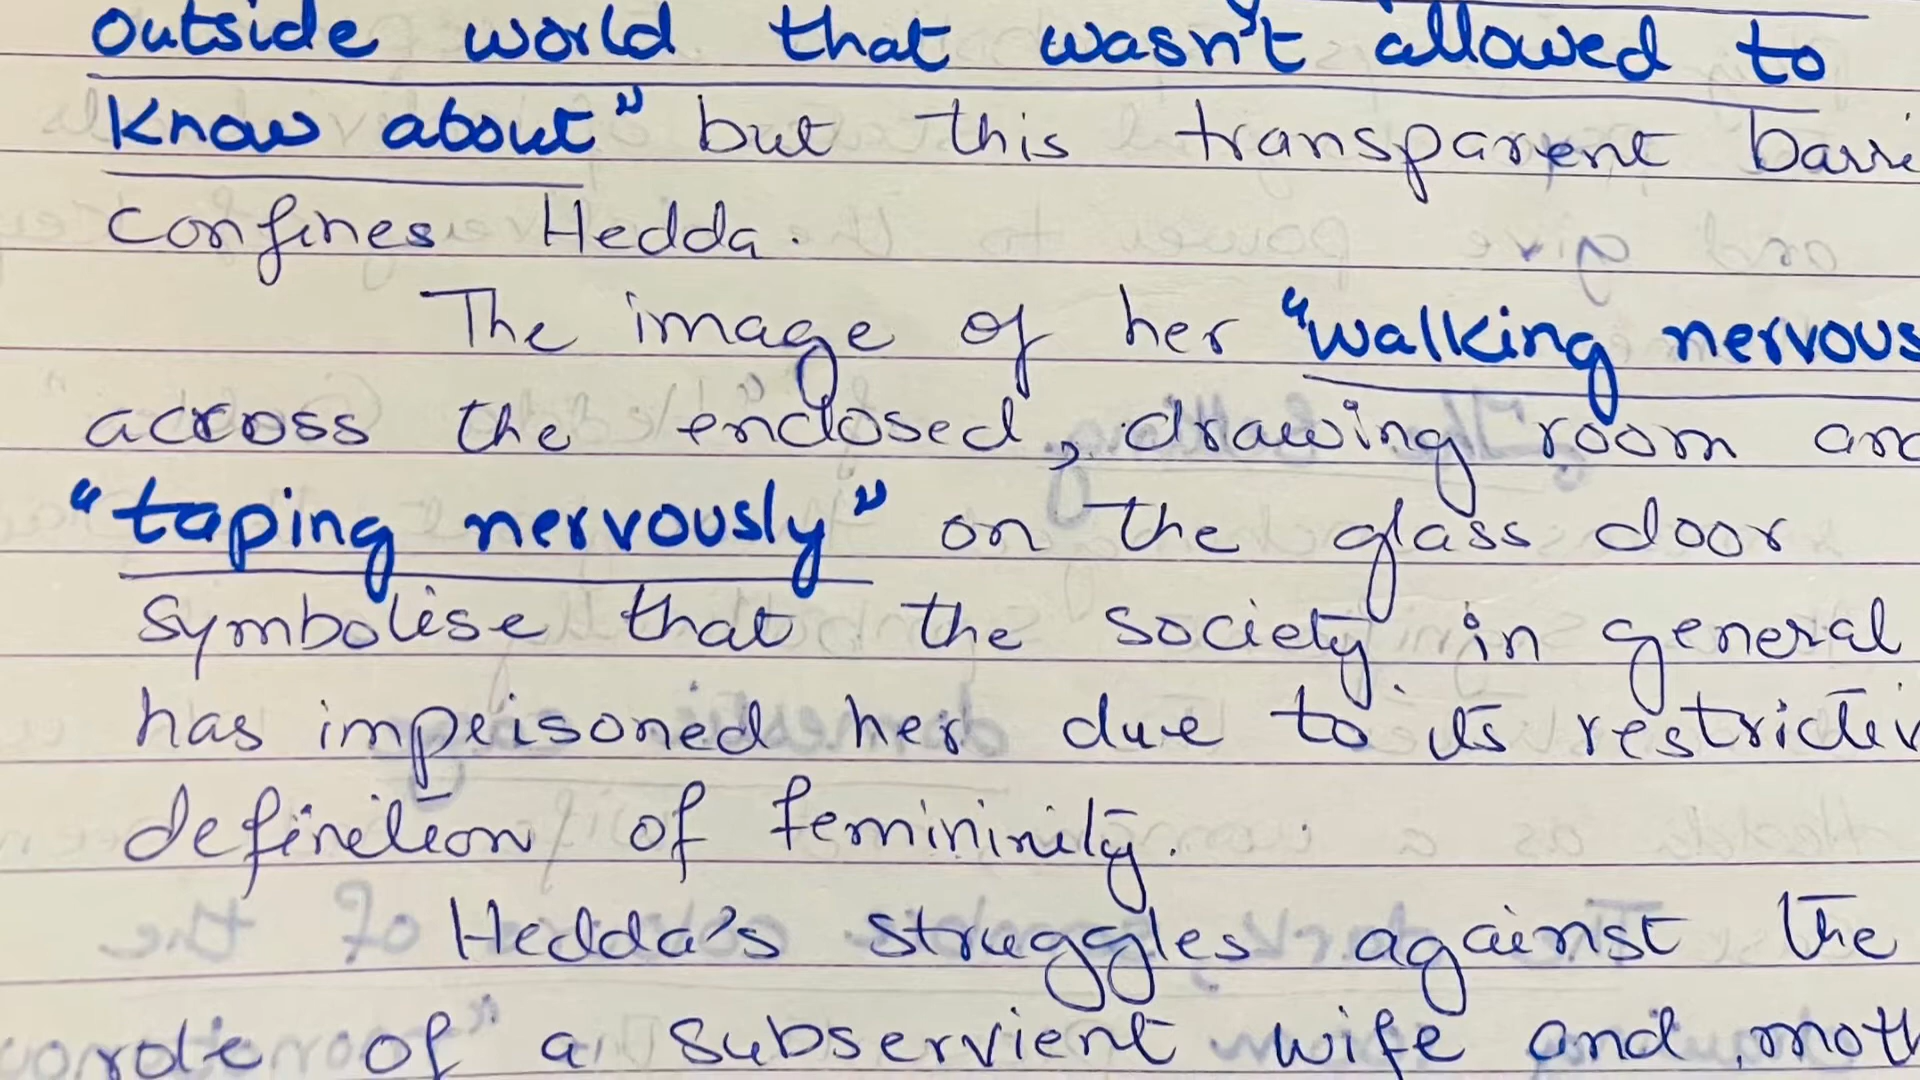 outside world that wasn't allowed to
know about" but this transparent barri
confines Hedda.
The image of her "walking nervous
across the enclosed, drawing room and
"taping nervously" on the glass door
symbolise that the society in general
has imprisoned her due to its restrictiv
definition of femininity.
Hedda's struggles against the
role of a subservient wife and moth